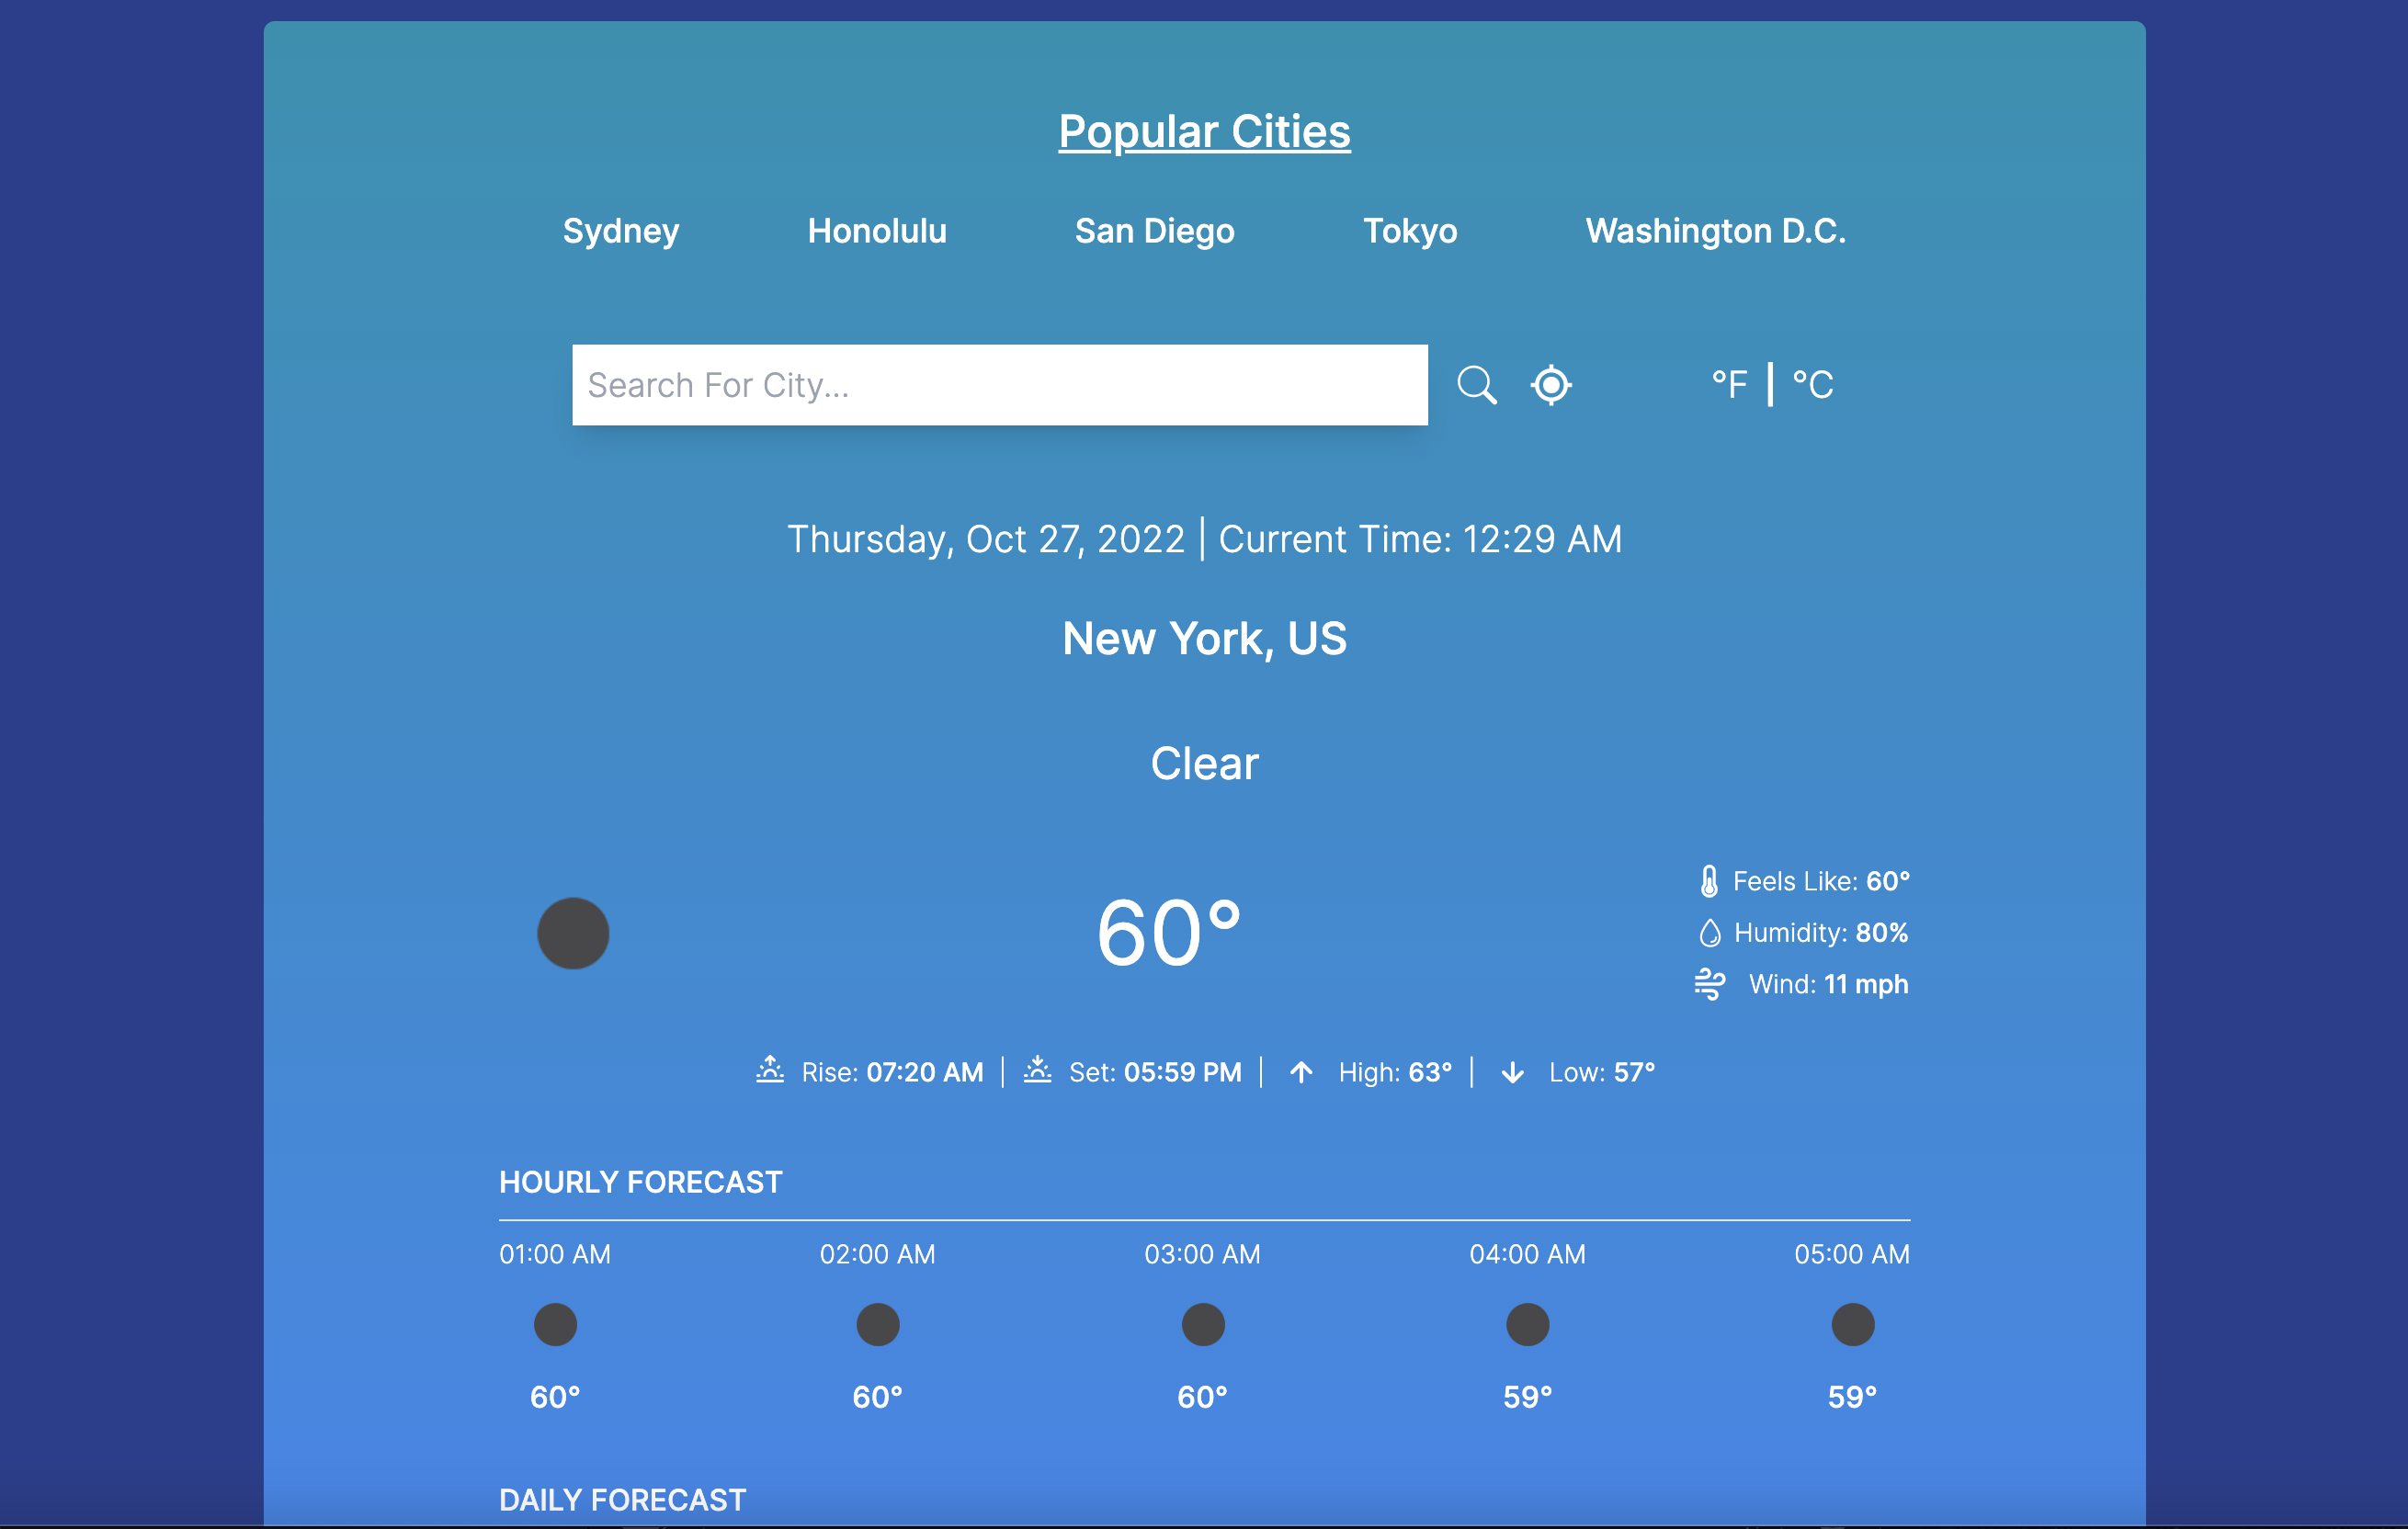 Popular Cities
Sydney Honolulu San Diego Tokyo Washington D.C.
Search For City... °F | °C
Thursday, Oct 27, 2022 | Current Time: 12:29 AM
New York, US
Clear
60°
Feels Like: 60°
Humidity: 80%
Wind: 11 mph
Rise: 07:20 AM | Set: 05:59 PM | High: 63° | Low: 57°
HOURLY FORECAST
01:00 AM 02:00 AM 03:00 AM 04:00 AM 05:00 AM
60° 60° 60° 59° 59°
DAILY FORECAST